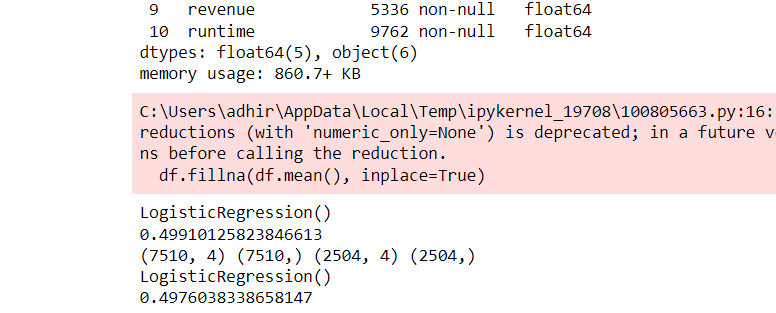 9 revenue 5336 non-null float64
10 runtime 9762 non-null float64
dtypes: float64(5), object(6)
memory usage: 860.7+ KB
C:\Users\adhir\AppData\Local\Temp\ipykernel_19708\100805663.py:16:
reductions (with 'numeric_only=None') is deprecated; in a future v
ns before calling the reduction.
df.fillna(df.mean(), inplace=True)
LogisticRegression()
0.49910125823846613
(7510, 4) (7510,) (2504, 4) (2504,)
LogisticRegression()
0.4976038338658147